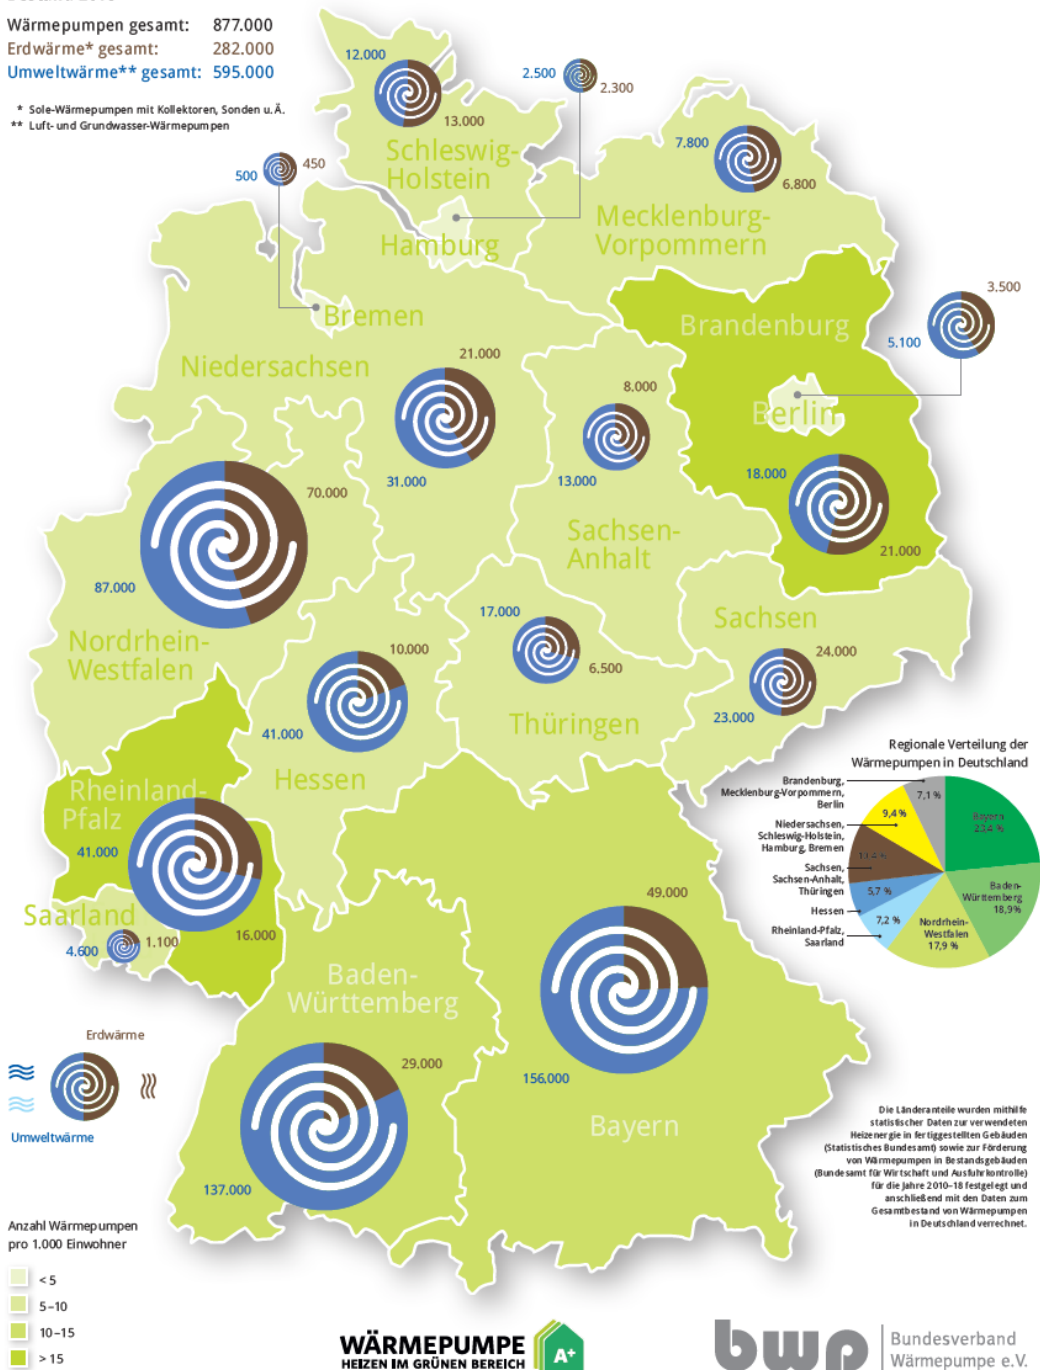 Wärmepumpen gesamt: 877.000
Erdwärme* gesamt: 282.000
Umweltwärme** gesamt: 595.000
* Sole-Wärmepumpen mit Kollektoren, Sonden u. Ä.
** Luft- und Grundwasser-Wärmepumpen
12.000
13.000
Schleswig-
Holstein
2.500
2.300
Hamburg
7.800
6.800
Mecklenburg-
Vorpommern
500
450
Bremen
Niedersachsen
21.000
31.000
Brandenburg
18.000
21.000
3.500
5.100
Berlin
8.000
13.000
Sachsen-
Anhalt
70.000
87.000
Nordrhein-
Westfalen
17.000
6.500
Thüringen
Sachsen
24.000
23.000
10.000
41.000
Hessen
Rheinland-
Pfalz
41.000
16.000
Saarland
4.600
1.100
Baden-
Württemberg
29.000
137.000
49.000
156.000
Bayern
Regionale Verteilung der
Wärmepumpen in Deutschland
Brandenburg,
Mecklenburg-Vorpommern,
Berlin
7,1 %
Niedersachsen,
Schleswig-Holstein,
Hamburg, Bremen
9,4 %
Sachsen,
Sachsen-Anhalt,
Thüringen
10,4 %
Hessen
5,7 %
Rheinland-Pfalz,
Saarland
7,2 %
Bayern
23,4 %
Baden-
Württemberg
18,9%
Nordrhein-
Westfalen
17,9 %
Erdwärme
Umweltwärme
Die Länderanteile wurden mithilfe
statistischer Daten zur verwendeten
Heizenergie in fertiggestellten Gebäuden
(Statistisches Bundesamt) sowie zur Förderung
von Wärmepumpen in Bestandsgebäuden
(Bundesamt für Wirtschaft und Ausfuhrkontrolle)
für die Jahre 2010–18 festgelegt und
anschließend mit den Daten zum
Gesamtbestand von Wärmepumpen
in Deutschland verrechnet.
Anzahl Wärmepumpen
pro 1.000 Einwohner
< 5
5–10
10–15
> 15
WÄRMEPUMPE
HEIZEN IM GRÜNEN BEREICH
A+
bwp
Bundesverband
Wärmepumpe e.V.